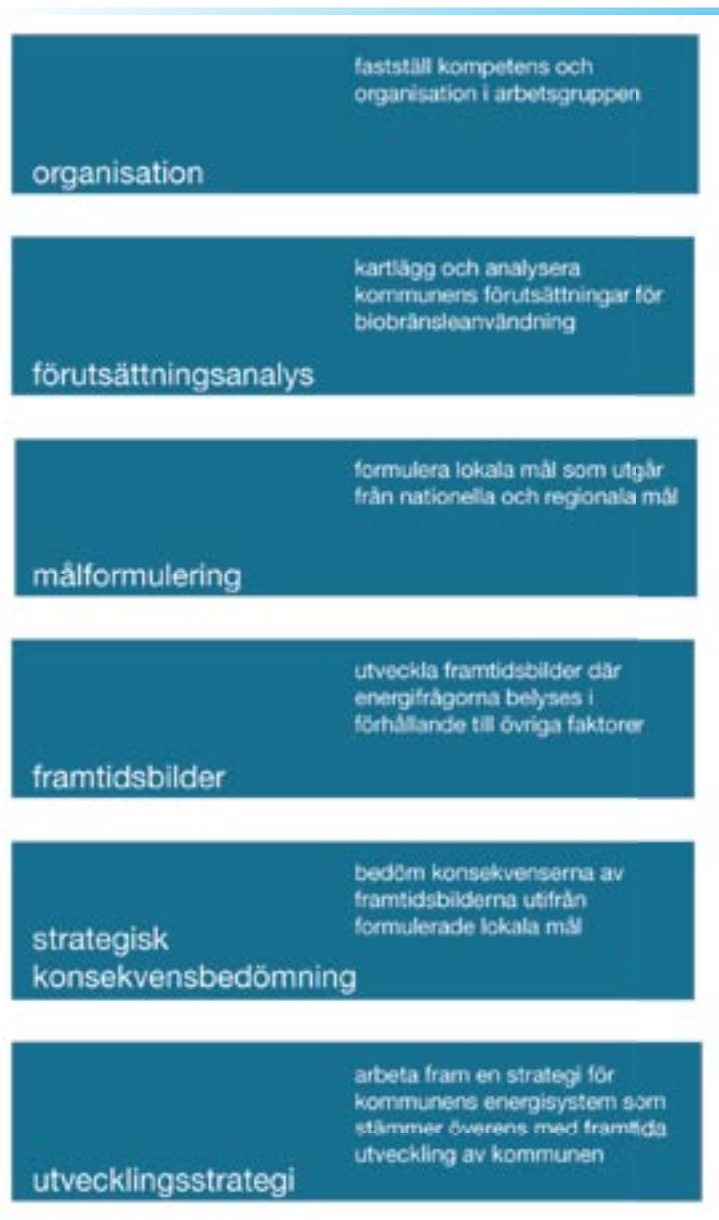 fastställ kompetens och
organisation i arbetsgruppen
organisation
kartlägg och analysera
kommunens förutsättningar för
biobränsleanvändning
förutsättningsanalys
formulera lokala mål som utgår
från nationella och regionala mål
målformulering
utveckla framtidsbilder där
energifrågorna belyses i
förhållande till övriga faktorer
framtidsbilder
bedöm konsekvenserna av
framtidsbilderna utifrån
formulerade lokala mål
strategisk
konsekvensbedömning
arbeta fram en strategi för
kommunens energisystem som
stämmer överens med framtida
utveckling av kommunen
utvecklingsstrategi